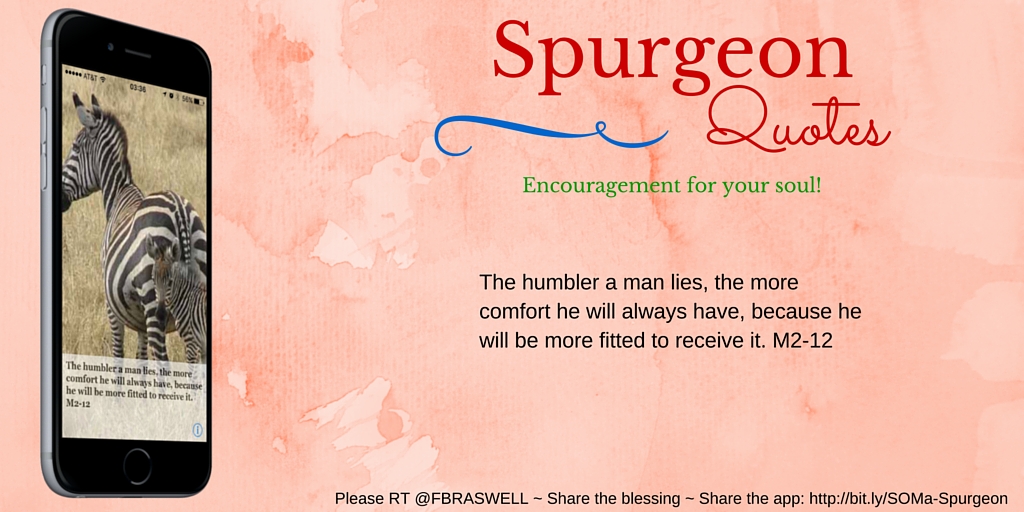 Spurgeon
Quotes
Encouragement for your soul!
The humbler a man lies, the more
comfort he will always have, because he
will be more fitted to receive it. M2-12
AT&T
03:36
56%
The humbler a man lies, the more
comfort he will always have, because
he will be more fitted to receive it.
M2-12
i
Please RT @FBRASWELL ~ Share the blessing ~ Share the app: http://bit.ly/SOMa-Spurgeon